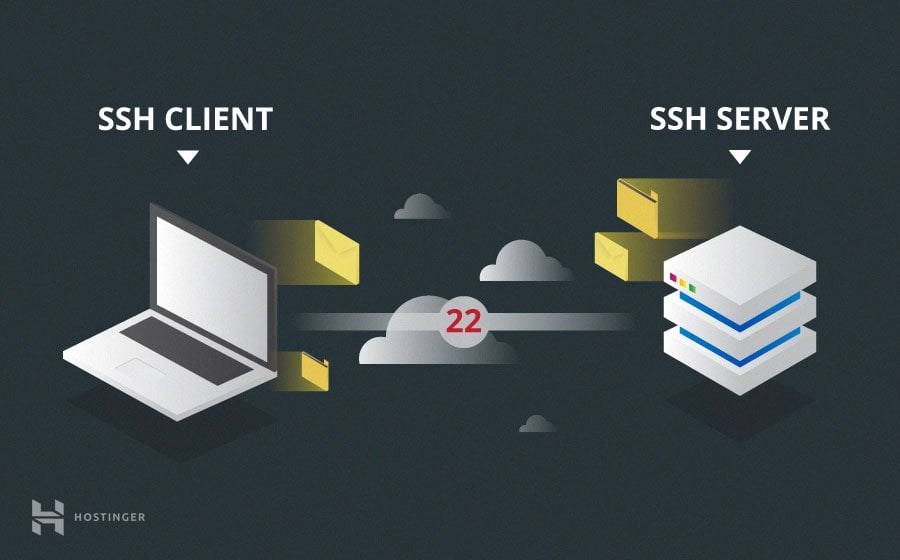 SSH CLIENT
SSH SERVER
22
HOSTINGER